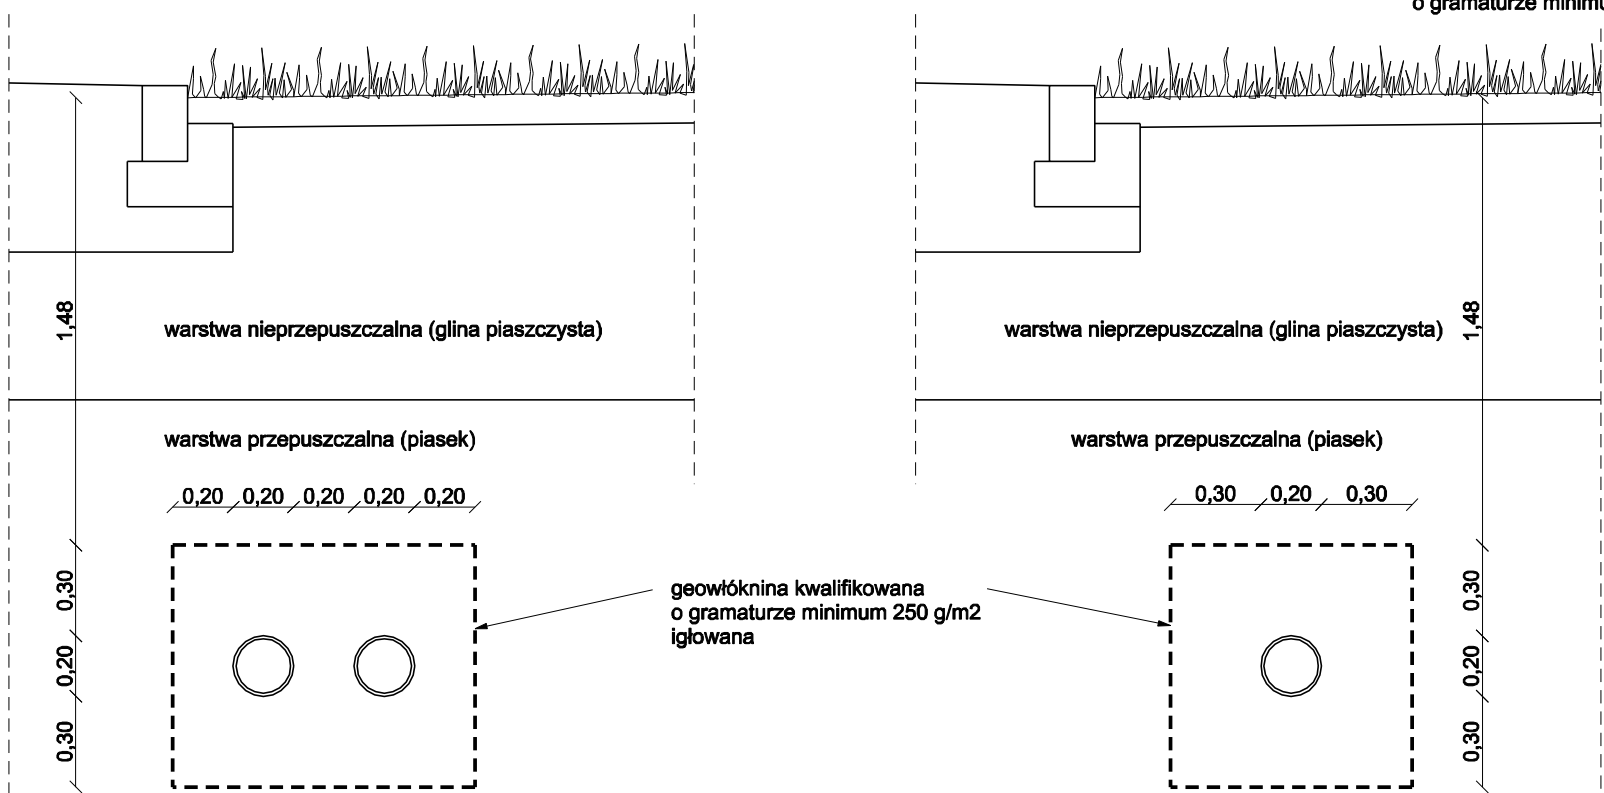 o gramaturze
1,48
warstwa nieprzepuszczalna (glina piaszczysta)
warstwa przepuszczalna (piasek)
0,20 0,20 0,20 0,20 0,20
0,30
0,20
0,30
geowłóknina kwalifikowana
o gramaturze minimum 250 g/m2
igłowana
warstwa nieprzepuszczalna (glina piaszczysta)
1,48
warstwa przepuszczalna (piasek)
0,30 0,20 0,30
0,30
0,20
0,30